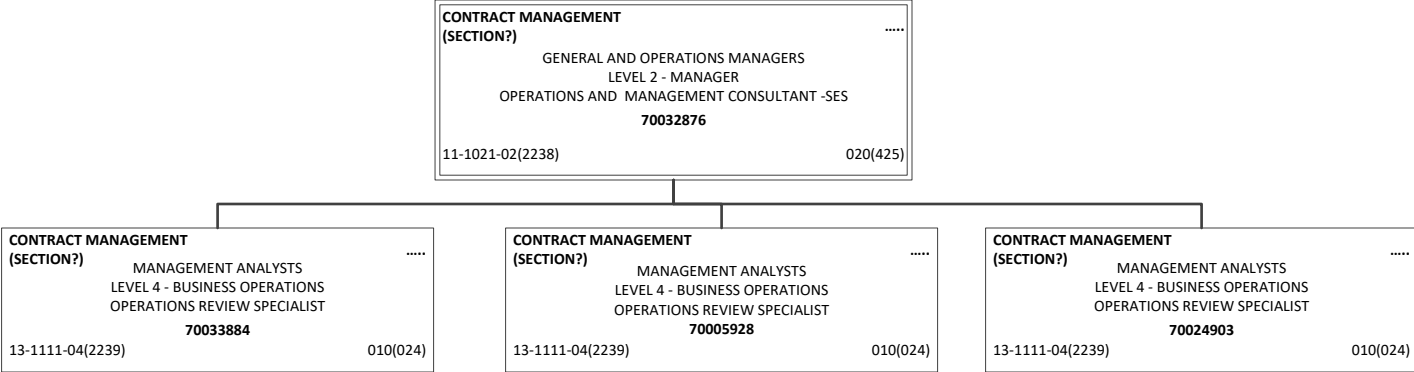 CONTRACT MANAGEMENT
(SECTION?) .....
GENERAL AND OPERATIONS MANAGERS
LEVEL 2 - MANAGER
OPERATIONS AND MANAGEMENT CONSULTANT -SES
70032876
11-1021-02(2238) 020(425)
CONTRACT MANAGEMENT
(SECTION?) .....
MANAGEMENT ANALYSTS
LEVEL 4 - BUSINESS OPERATIONS
OPERATIONS REVIEW SPECIALIST
70033884
13-1111-04(2239) 010(024)
CONTRACT MANAGEMENT
(SECTION?) .....
MANAGEMENT ANALYSTS
LEVEL 4 - BUSINESS OPERATIONS
OPERATIONS REVIEW SPECIALIST
70005928
13-1111-04(2239) 010(024)
CONTRACT MANAGEMENT
(SECTION?) .....
MANAGEMENT ANALYSTS
LEVEL 4 - BUSINESS OPERATIONS
OPERATIONS REVIEW SPECIALIST
70024903
13-1111-04(2239) 010(024)